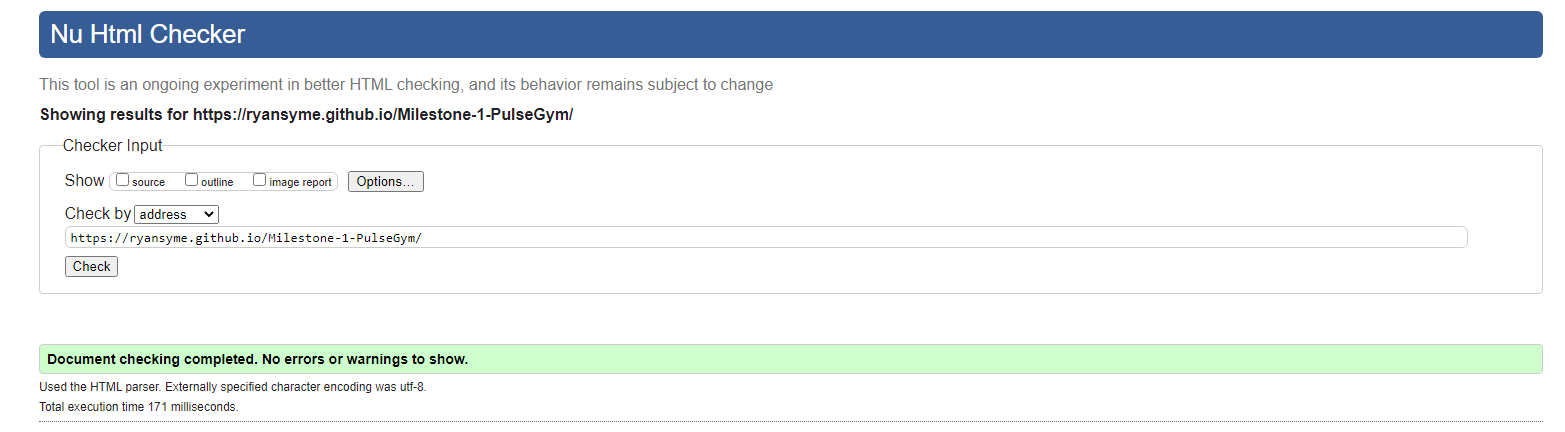 Nu Html Checker
This tool is an ongoing experiment in better HTML checking, and its behavior remains subject to change
Showing results for https://ryansyme.github.io/Milestone-1-PulseGym/
Checker Input
Show source outline image report Options...
Check by address
https://ryansyme.github.io/Milestone-1-PulseGym/
Check
Document checking completed. No errors or warnings to show.
Used the HTML parser. Externally specified character encoding was utf-8.
Total execution time 171 milliseconds.